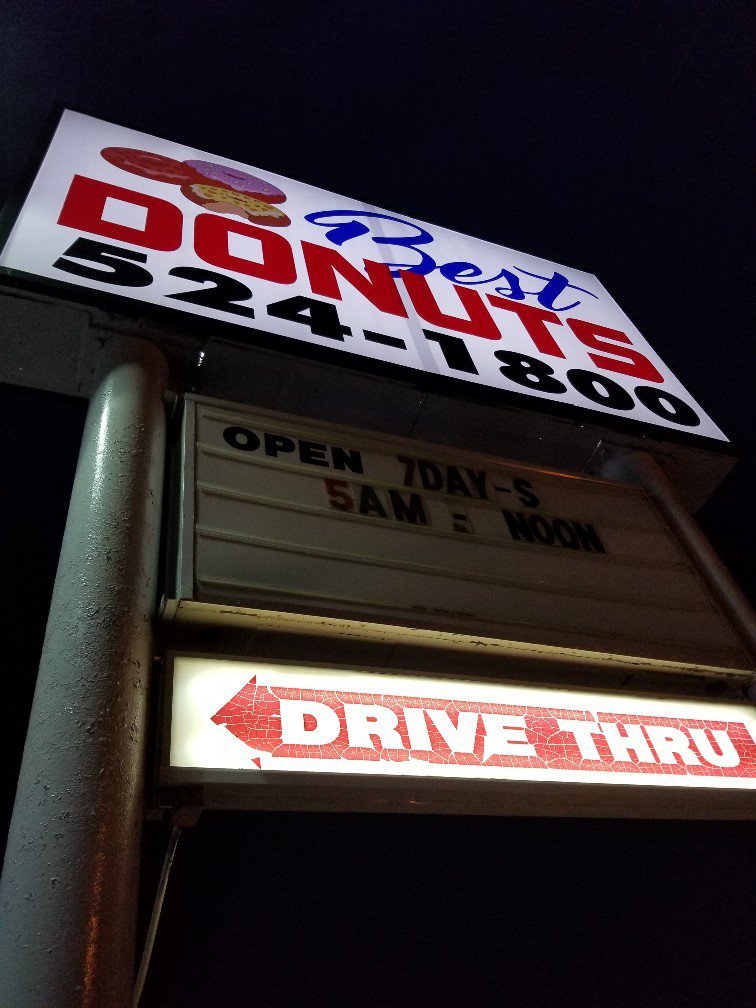 Best
DONUTS
524-1800
OPEN 7DAY-S
5AM - NOON
DRIVE THRU